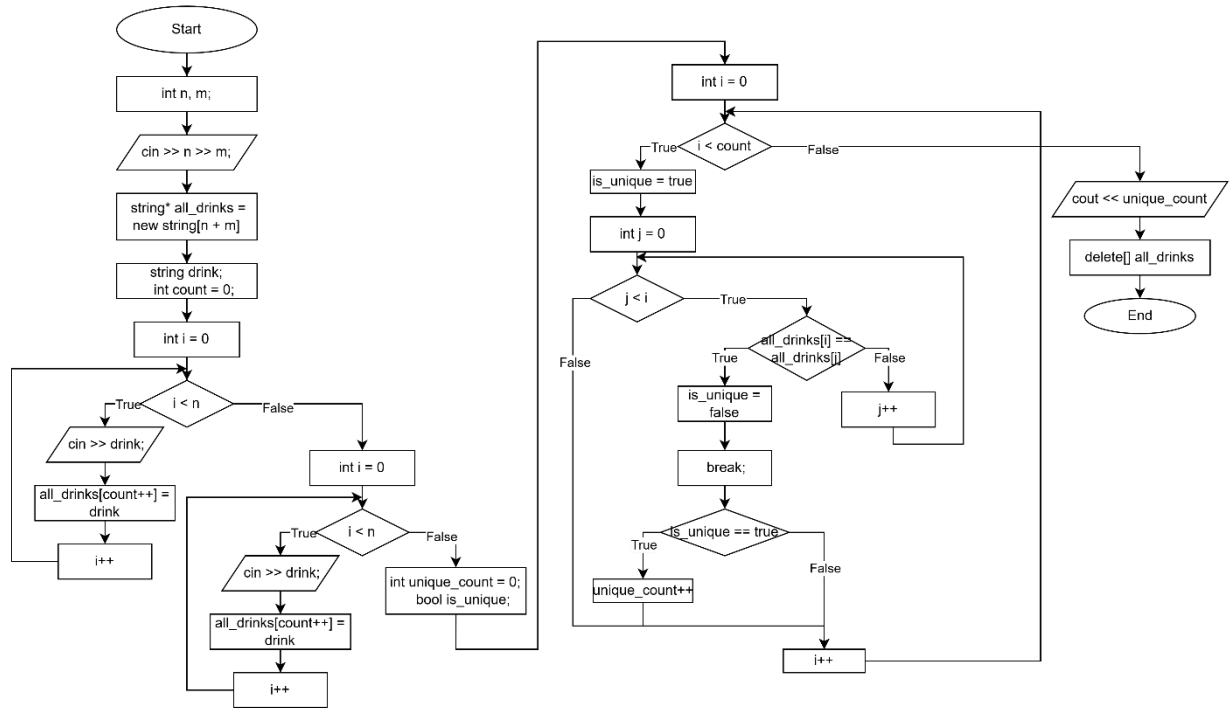 Start
int n, m;
cin >> n >> m;
string* all_drinks =
new string[n + m]
string drink;
int count = 0;
int i = 0
i < n
True
False
cin >> drink;
all_drinks[count++] =
drink
i++
int i = 0
i < n
True
False
cin >> drink;
all_drinks[count++] =
drink
i++
int unique_count = 0;
bool is_unique;
int i = 0
i < count
True
False
is_unique = true
int j = 0
j < i
True
False
all_drinks[i] ==
all_drinks[j]
True
False
is_unique =
false
j++
break;
is_unique == true
True
False
unique_count++
i++
cout << unique_count
delete[] all_drinks
End